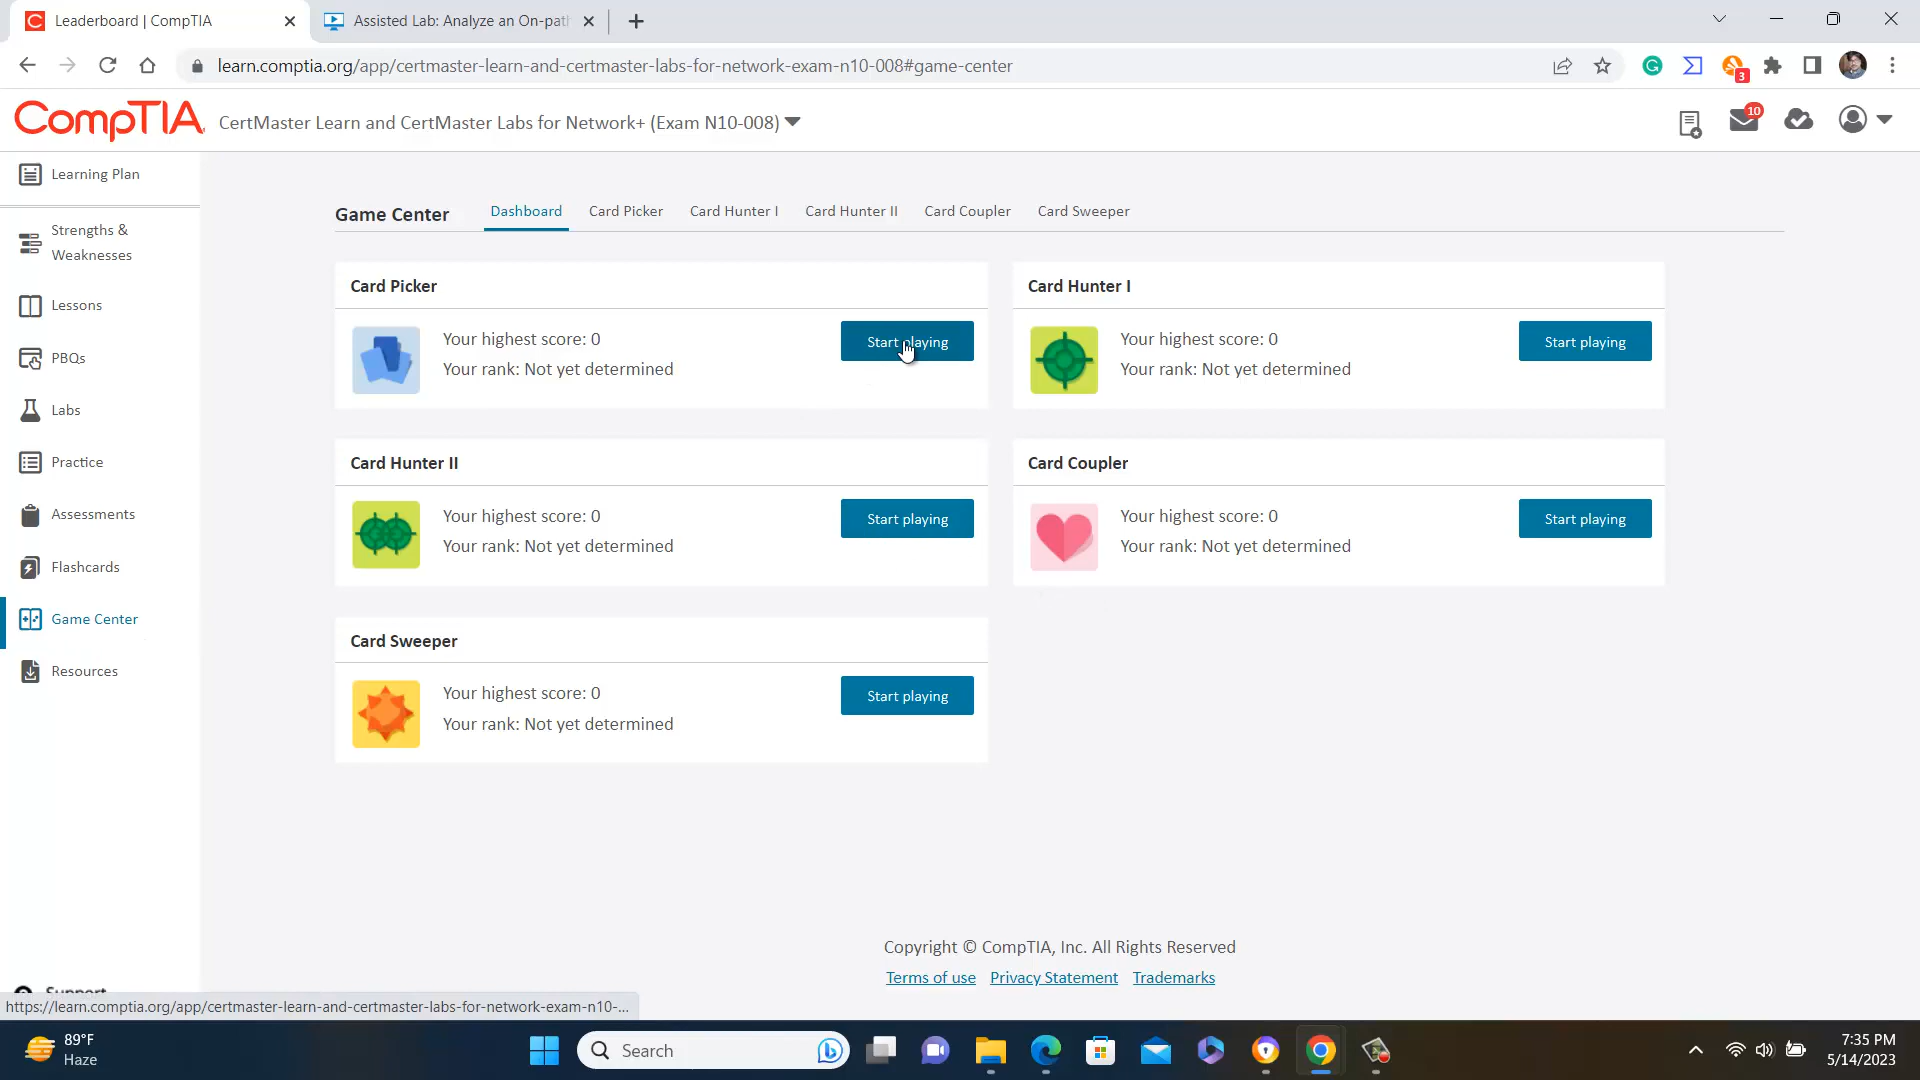 Leaderboard | CompTIA
Assisted Lab: Analyze an On-path
learn.comptia.org/app/certmaster-learn-and-certmaster-labs-for-network-exam-n10-008#game-center
3
CompTIA. CertMaster Learn and CertMaster Labs for Network+ (Exam N10-008)
10
Learning Plan
Strengths &
Weaknesses
Lessons
PBQs
Labs
Practice
Assessments
Flashcards
Game Center
Resources
Support
Game Center Dashboard Card Picker Card Hunter I Card Hunter II Card Coupler Card Sweeper
Card Picker
Your highest score: 0
Your rank: Not yet determined
Start playing
Card Hunter I
Your highest score: 0
Your rank: Not yet determined
Start playing
Card Hunter II
Your highest score: 0
Your rank: Not yet determined
Start playing
Card Coupler
Your highest score: 0
Your rank: Not yet determined
Start playing
Card Sweeper
Your highest score: 0
Your rank: Not yet determined
Start playing
Copyright © CompTIA, Inc. All Rights Reserved
Terms of use Privacy Statement Trademarks
https://learn.comptia.org/app/certmaster-learn-and-certmaster-labs-for-network-exam-n10-...
89°F
Haze
Search
7:35 PM
5/14/2023